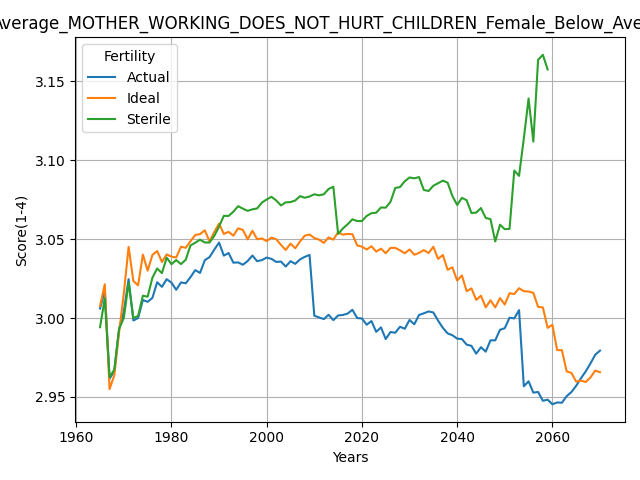 verage_MOTHER_WORKING_DOES_NOT_HURT_CHILDREN_Female_Below_Ave
Fertility
Actual
Ideal
Sterile
Score(1-4)
3.15
3.10
3.05
3.00
2.95
1960
1980
2000
2020
2040
2060
Years